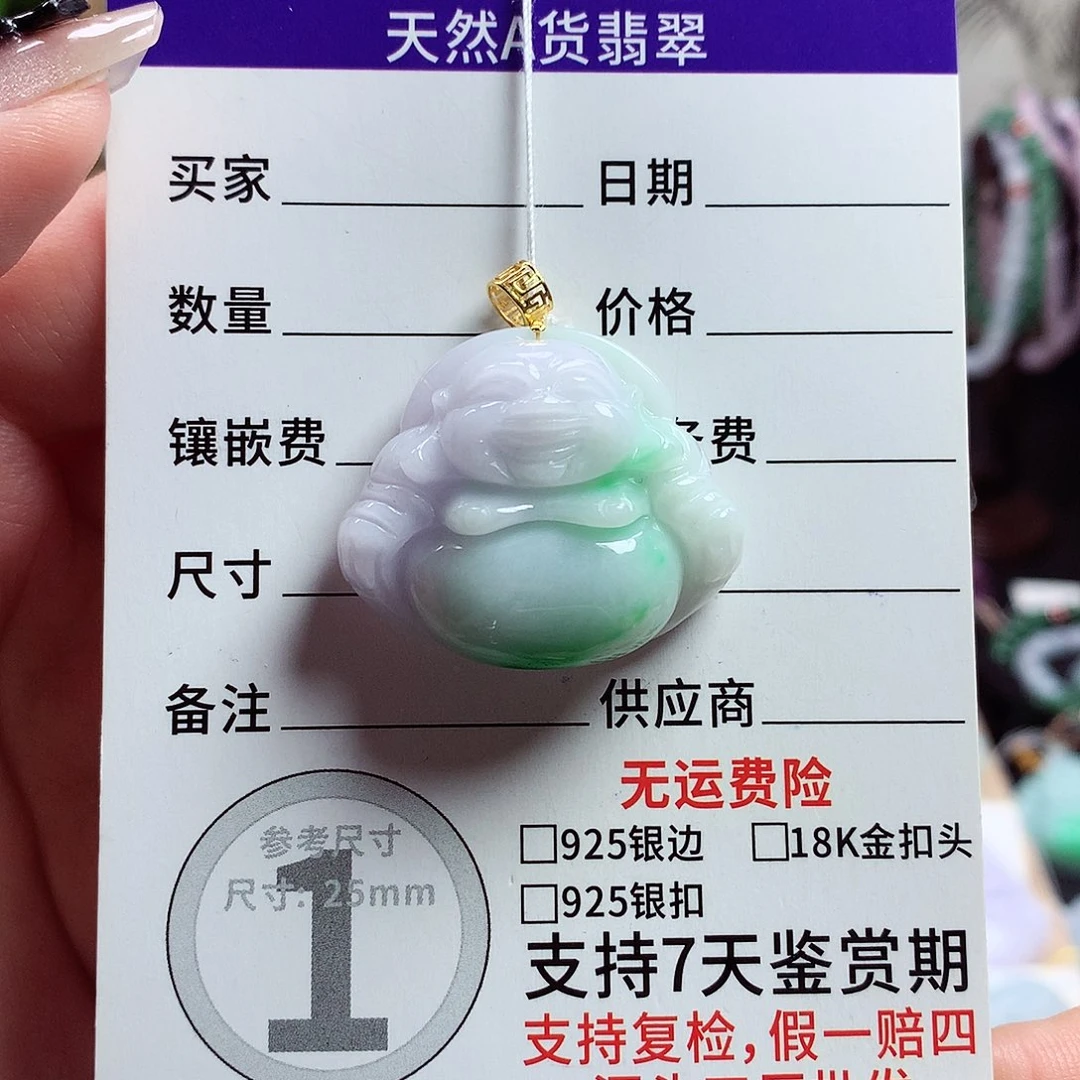 天然A货翡翠
买家 日期
数量 价格
镶嵌费 费
尺寸
备注 供应商
无运费险
参考尺寸
尺寸: 25mm
1
□925银边 □18K金扣头
□925银扣
支持7天鉴赏期
支持复检,假一赔四